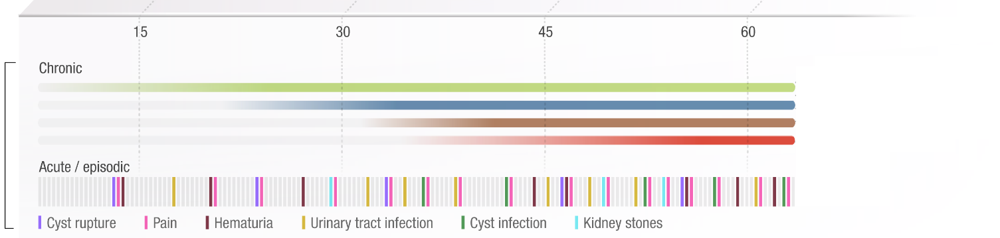 15 30 45 60
Chronic
Acute / episodic
Cyst rupture Pain Hematuria Urinary tract infection Cyst infection Kidney stones